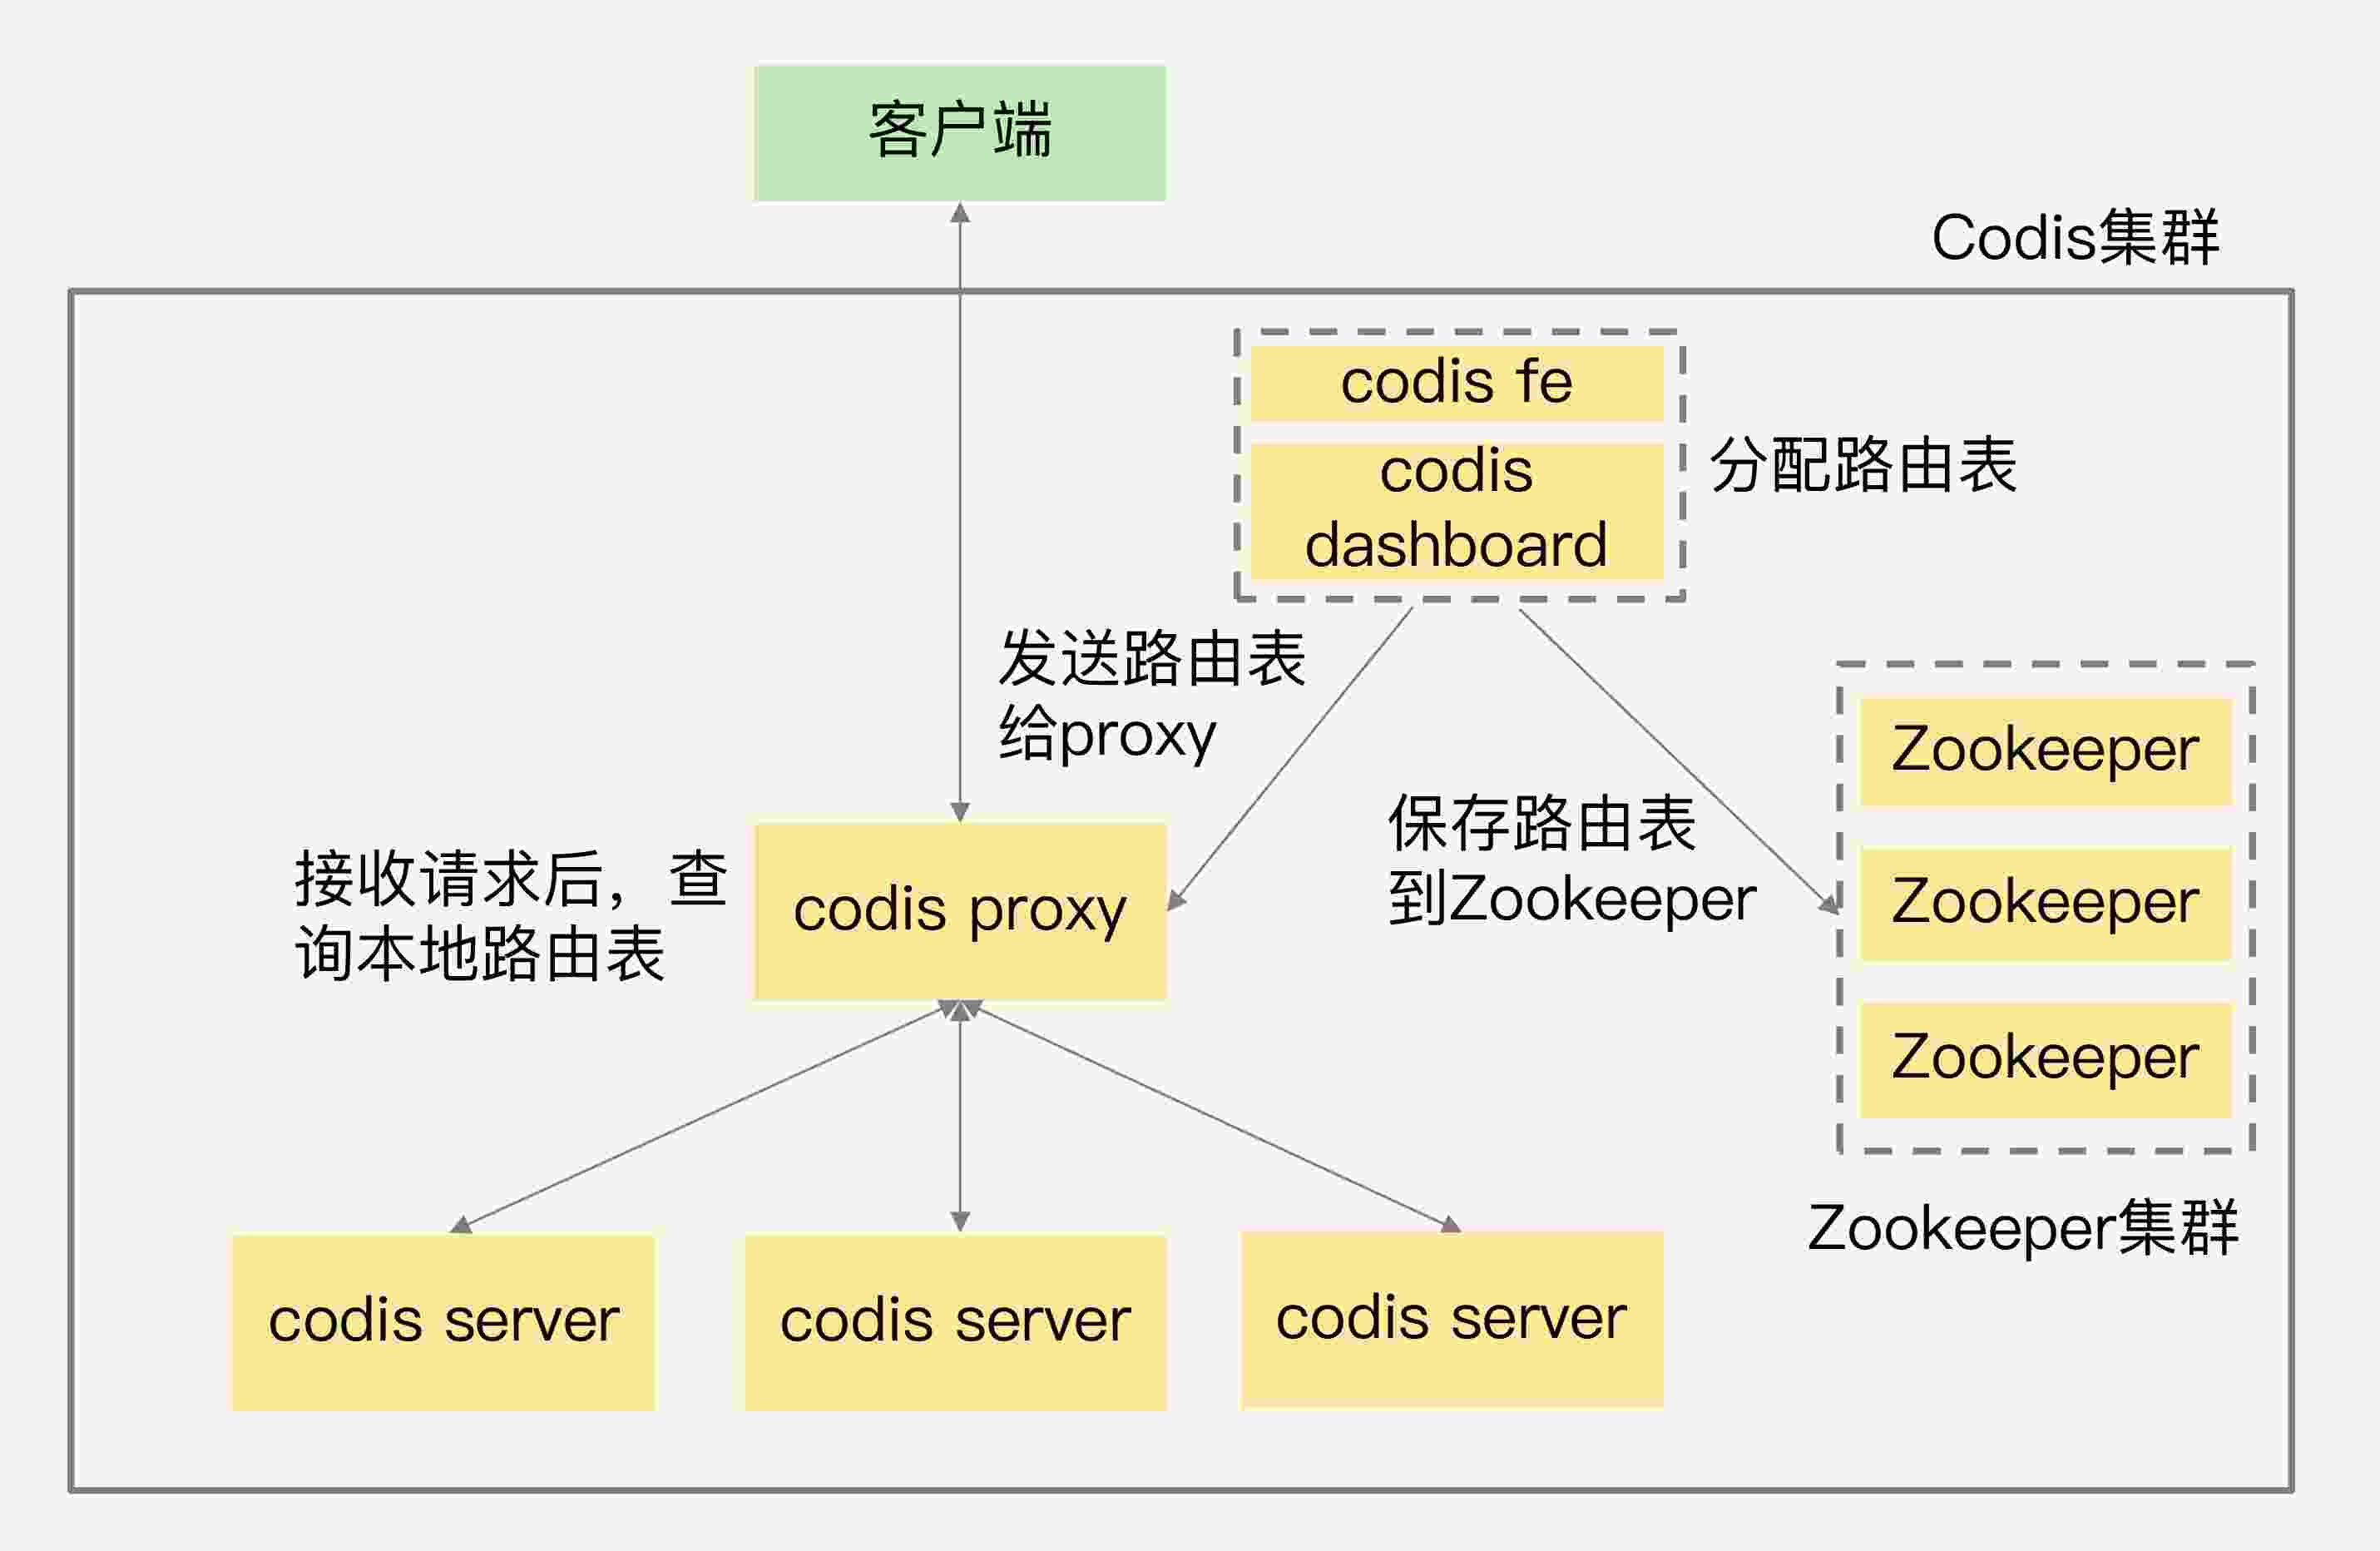 客户端
Codis集群
codis fe
codis
dashboard
分配路由表
发送路由表
给proxy
保存路由表
到Zookeeper
Zookeeper
Zookeeper
Zookeeper
Zookeeper集群
接收请求后，查
询本地路由表
codis proxy
codis server
codis server
codis server